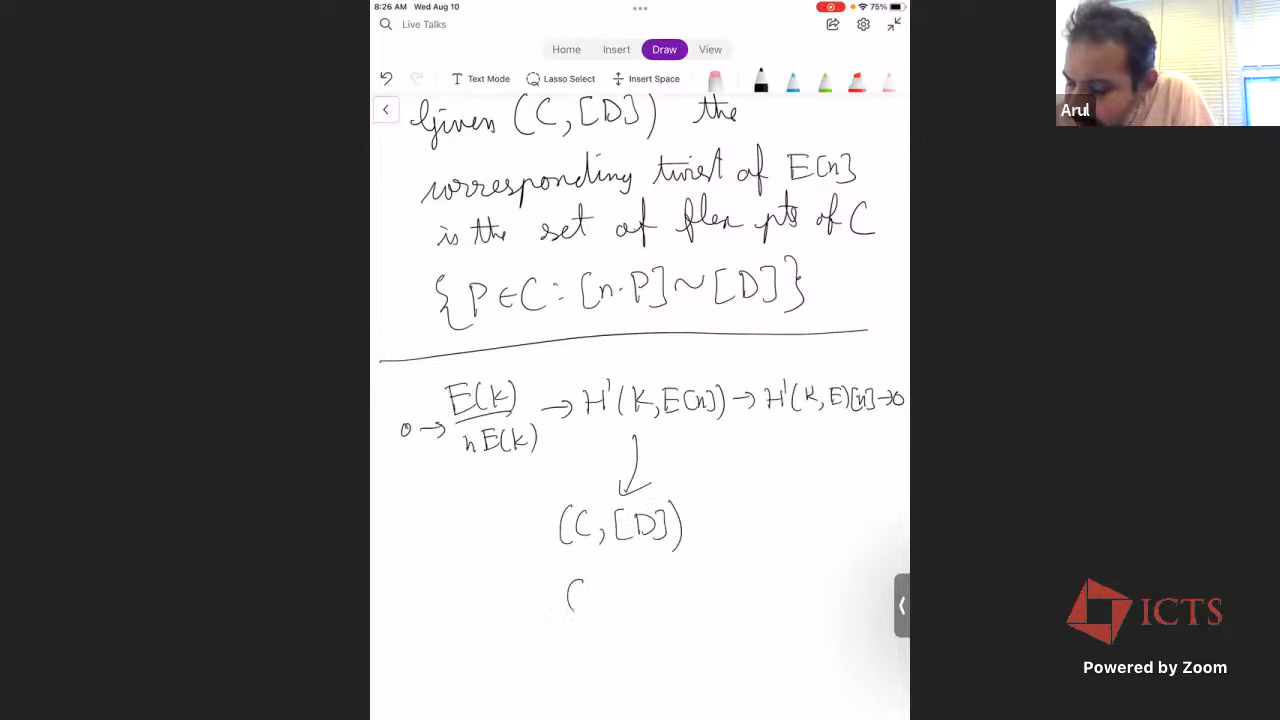 8:26 AM Wed Aug 10
75%
Live Talks
Home Insert Draw View
Text Mode Lasso Select Insert Space
Given (C, [D]) the
corresponding twist of E[n]
is the set of flex pts of C
{P ∈ C : [n·P] ~ [D]}
0 → E(K)/nE(K) → H¹(K, E[n]) → H¹(K, E)[n] → 0
(C, [D])
(
Arul
ICTS
Powered by Zoom